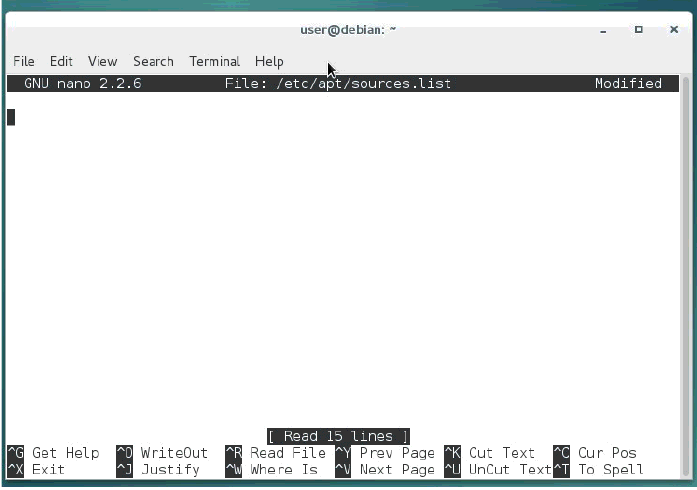 user@debian: ~
File Edit View Search Terminal Help
GNU nano 2.2.6 File: /etc/apt/sources.list Modified
[ Read 15 lines ]
^G Get Help ^O WriteOut ^R Read File ^Y Prev Page ^K Cut Text ^C Cur Pos
^X Exit ^J Justify ^W Where Is ^V Next Page ^U UnCut Text ^T To Spell